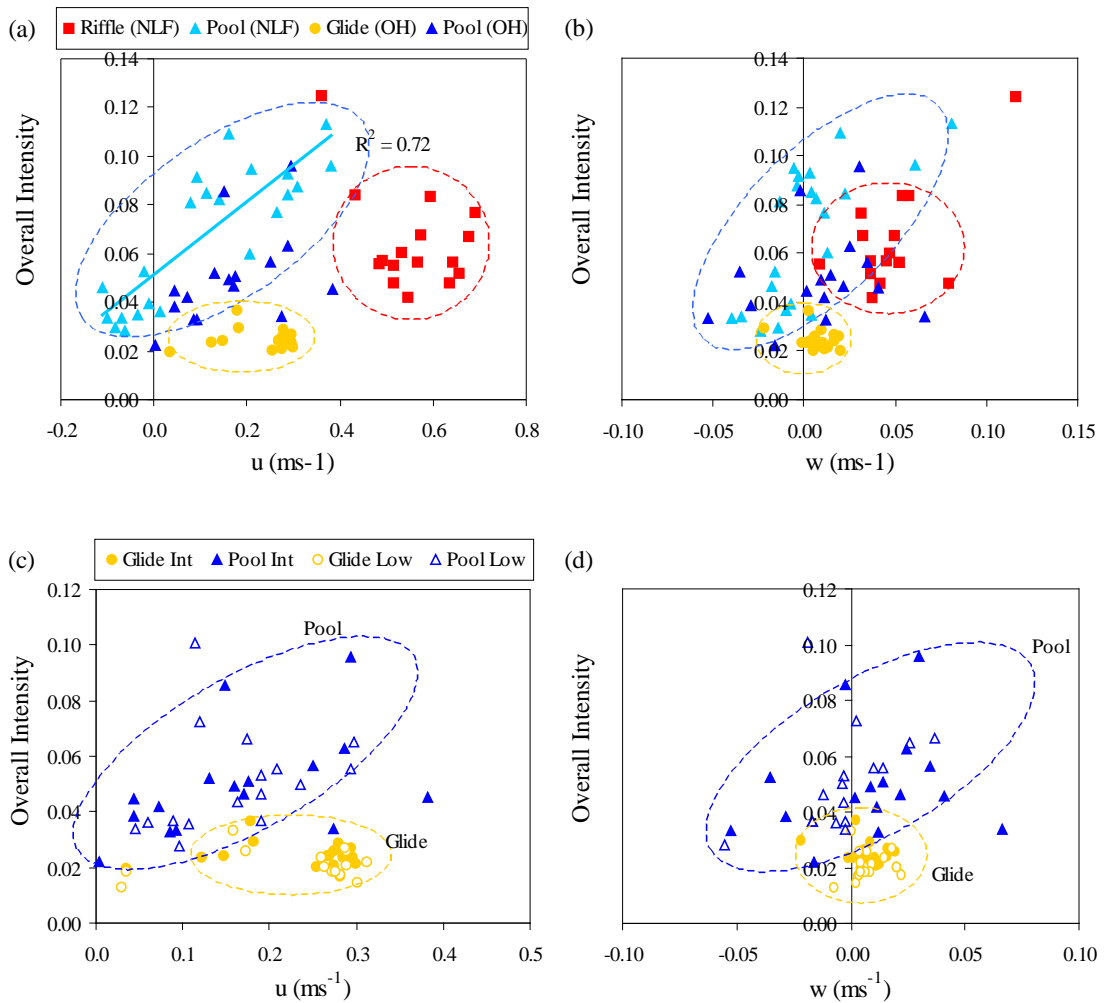 (a)
Riffle (NLF) Pool (NLF) Glide (OH) Pool (OH)
0.14
0.12
0.10
0.08
0.06
0.04
0.02
0.00
-0.2 0.0 0.2 0.4 0.6 0.8
u (ms-1)
Overall Intensity
R² = 0.72
(b)
0.14
0.12
0.10
0.08
0.06
0.04
0.02
0.00
-0.10 -0.05 0.00 0.05 0.10 0.15
w (ms-1)
Overall Intensity
(c)
Glide Int Pool Int Glide Low Pool Low
0.12
0.10
0.08
0.06
0.04
0.02
0.00
0.0 0.1 0.2 0.3 0.4 0.5
u (ms⁻¹)
Overall Intensity
Pool
Glide
(d)
0.12
0.10
0.08
0.06
0.04
0.02
0.00
-0.10 -0.05 0.00 0.05 0.10
w (ms⁻¹)
Overall Intensity
Pool
Glide